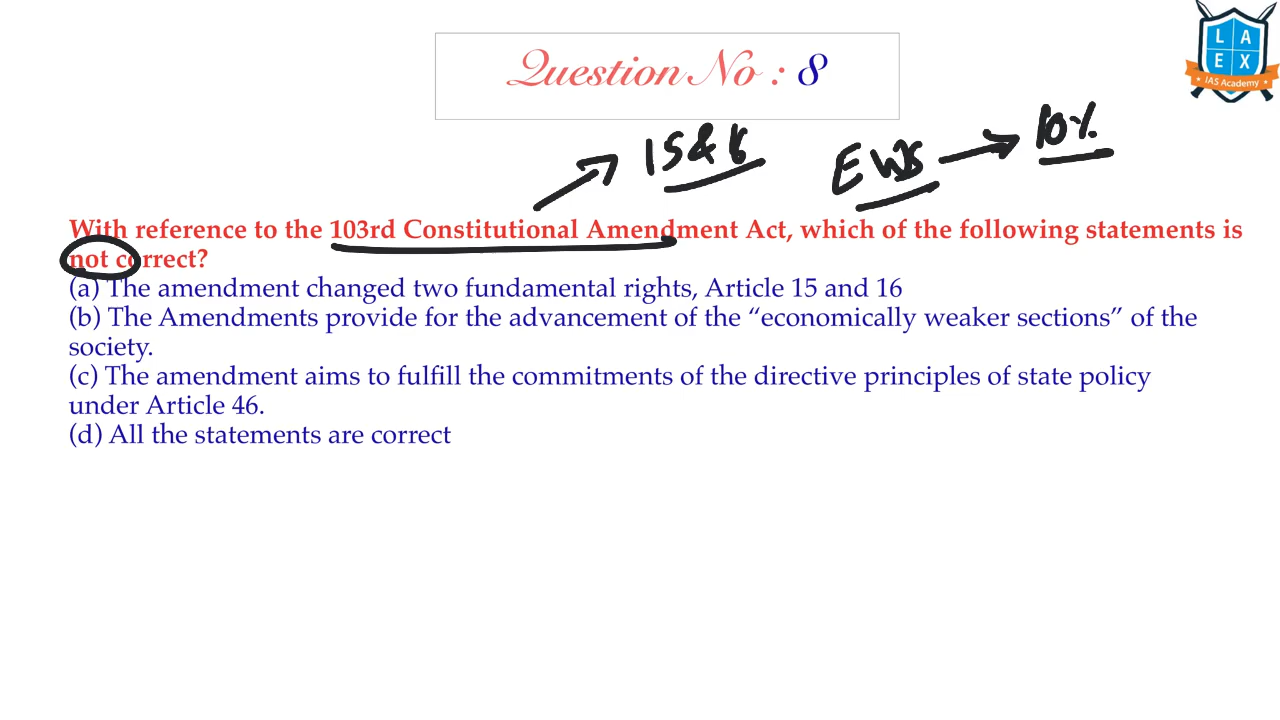 L A
E X
IAS Academy
Question No : 8
15 & 16
EWS → 10%
With reference to the 103rd Constitutional Amendment Act, which of the following statements is
not correct?
(a) The amendment changed two fundamental rights, Article 15 and 16
(b) The Amendments provide for the advancement of the “economically weaker sections” of the
society.
(c) The amendment aims to fulfill the commitments of the directive principles of state policy
under Article 46.
(d) All the statements are correct